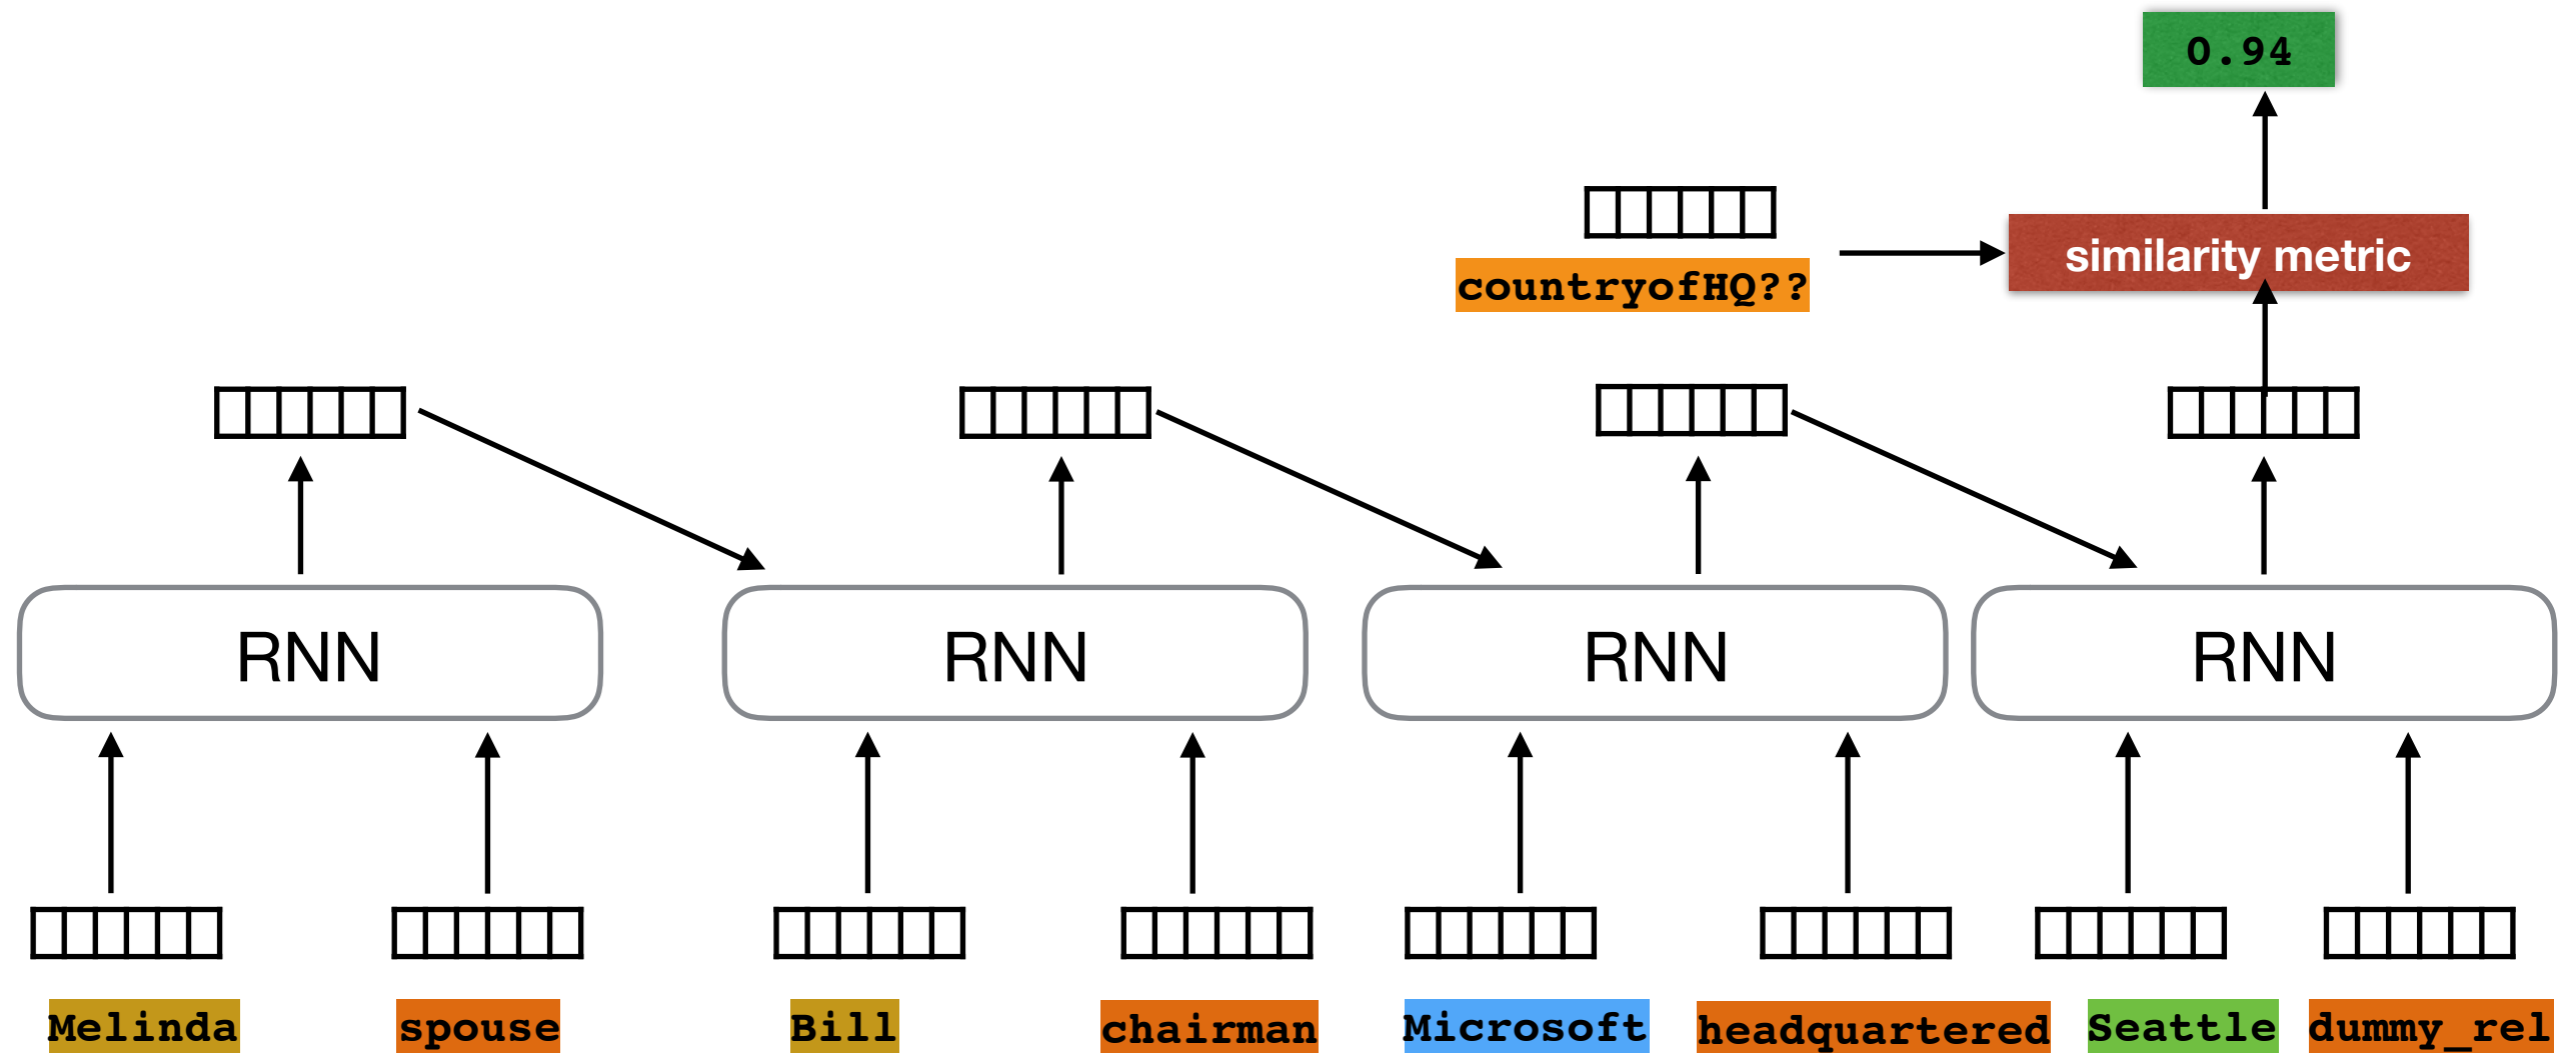 0.94
similarity metric
countryofHQ??
RNN RNN RNN RNN
Melinda spouse Bill chairman Microsoft headquartered Seattle dummy_rel